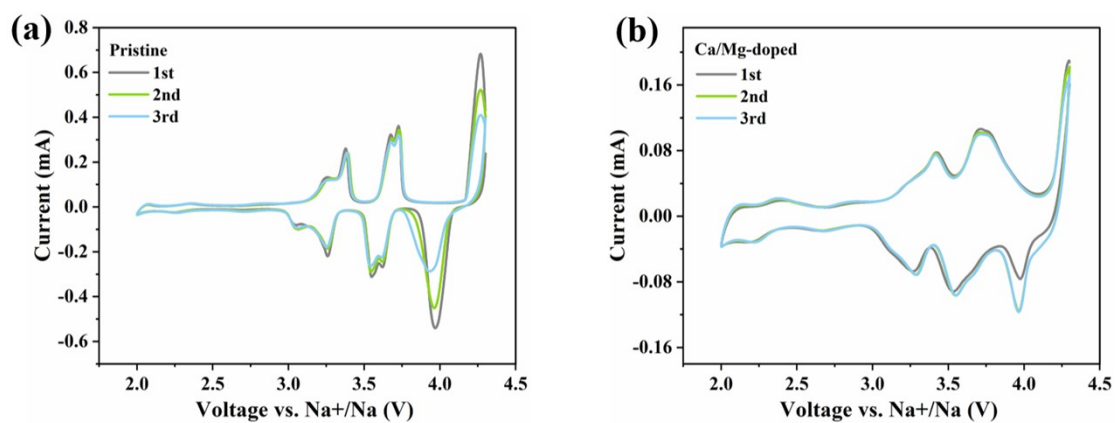 (a)
Pristine
1st
2nd
3rd
0.8
0.6
0.4
0.2
0.0
-0.2
-0.4
-0.6
Current (mA)
2.0 2.5 3.0 3.5 4.0 4.5
Voltage vs. Na+/Na (V)
(b)
Ca/Mg-doped
1st
2nd
3rd
0.16
0.08
0.00
-0.08
-0.16
Current (mA)
2.0 2.5 3.0 3.5 4.0 4.5
Voltage vs. Na+/Na (V)